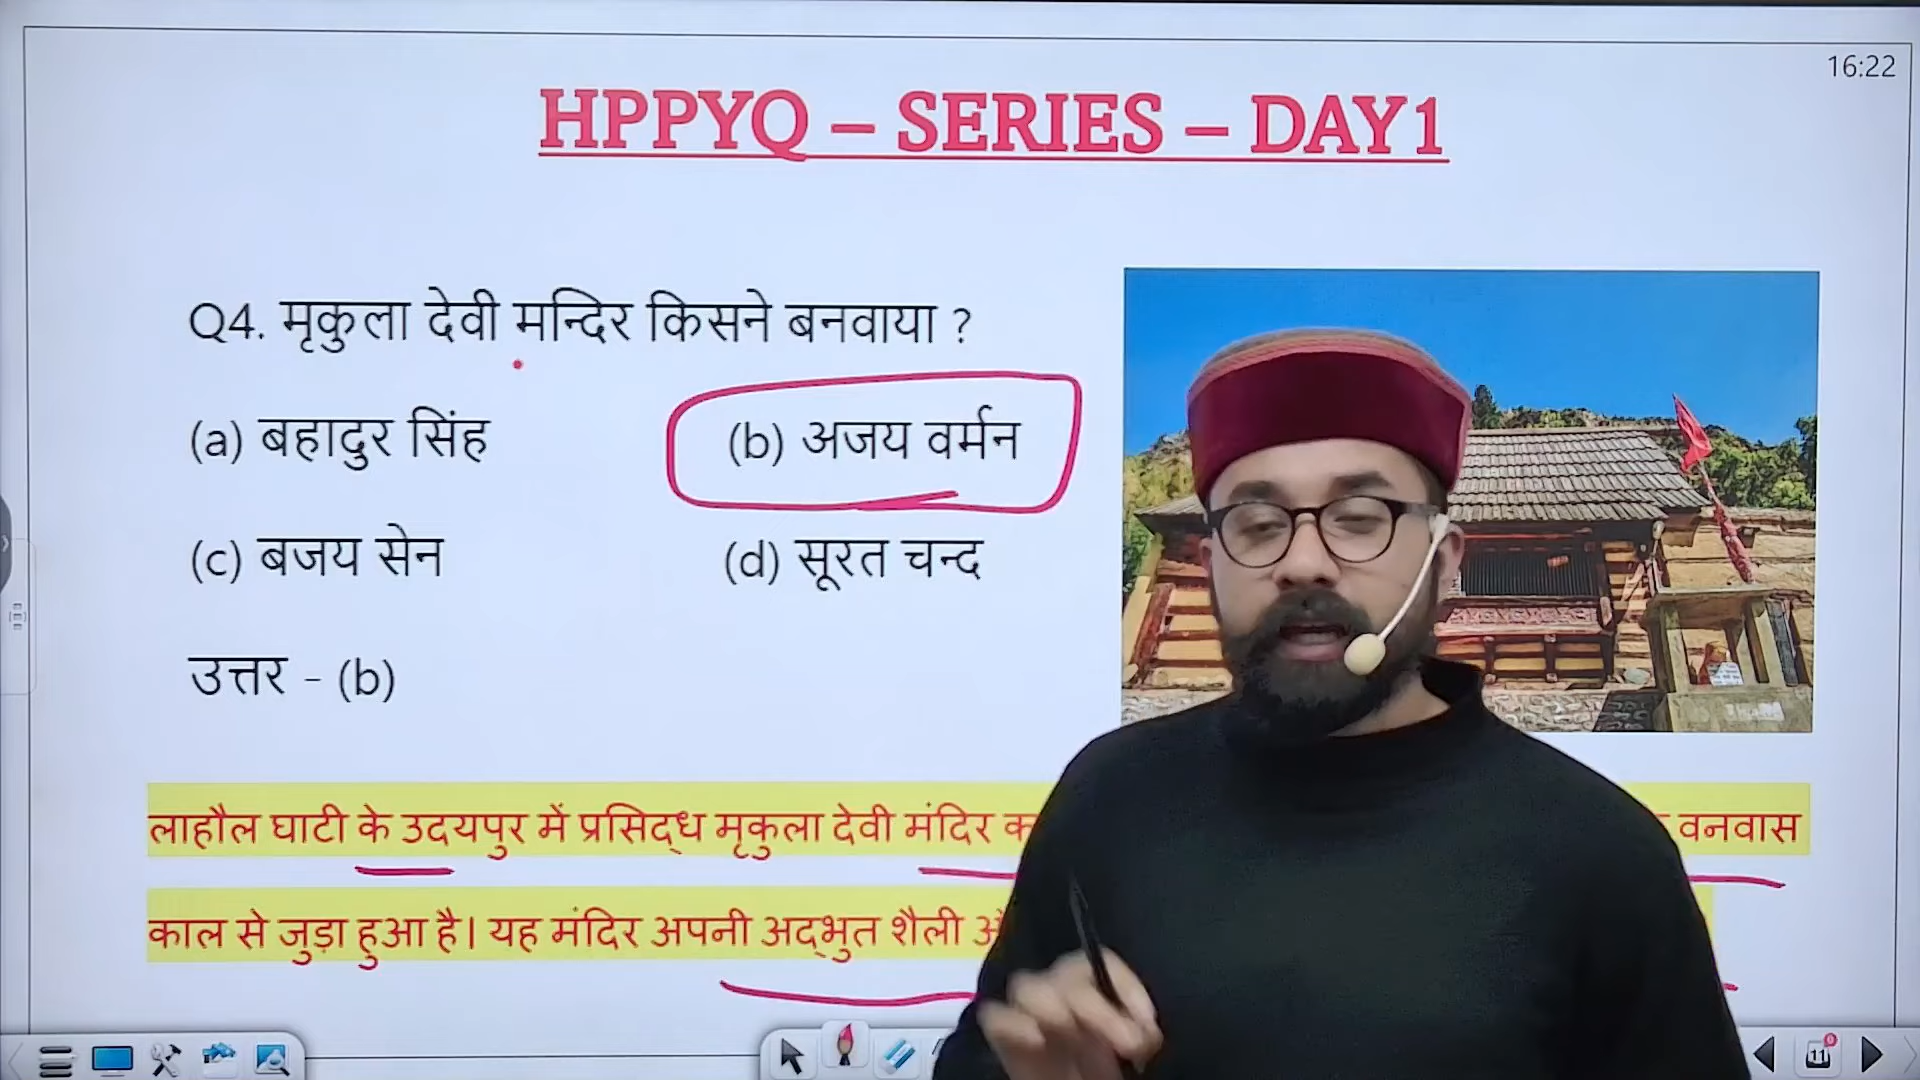 16:22
HPPYQ – SERIES – DAY1
Q4. मृकुला देवी मन्दिर किसने बनवाया ?
(a) बहादुर सिंह (b) अजय वर्मन
(c) बजय सेन (d) सूरत चन्द
उत्तर - (b)
लाहौल घाटी के उदयपुर में प्रसिद्ध मृकुला देवी मंदिर वनवास
काल से जुड़ा हुआ है। यह मंदिर अपनी अद्भुत शैली
11